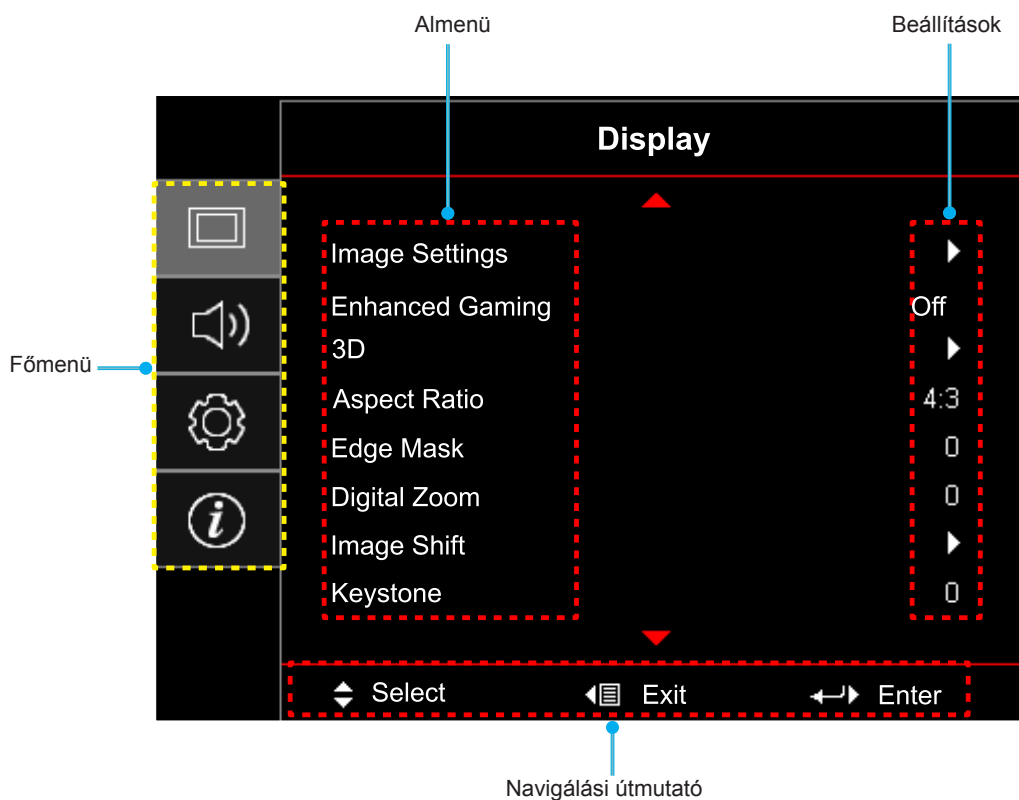 Almenü
Beállítások
Display
Image Settings
Enhanced Gaming Off
3D
Főmenü
Aspect Ratio 4:3
Edge Mask 0
Digital Zoom 0
Image Shift
Keystone 0
Select Exit Enter
Navigálási útmutató